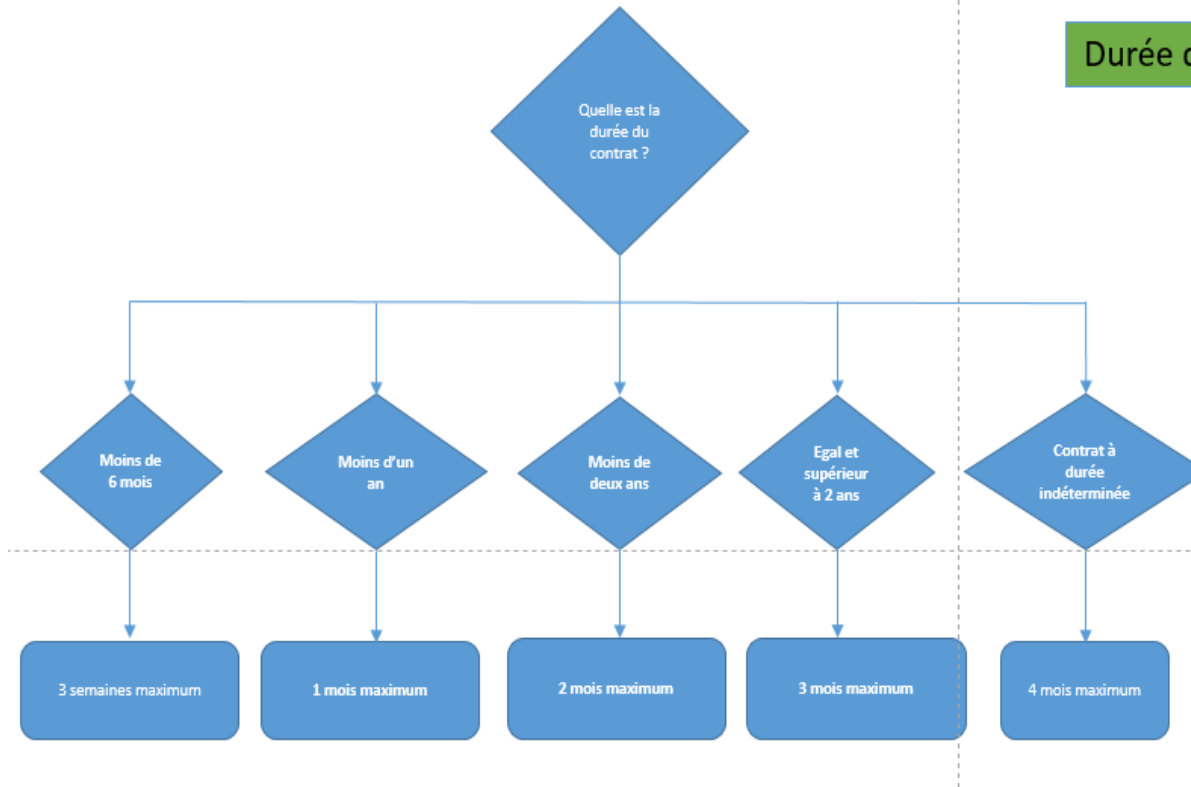 Durée d
Quelle est la
durée du
contrat ?
Moins de
6 mois
Moins d'un
an
Moins de
deux ans
Egal et
supérieur
à 2 ans
Contrat à
durée
indéterminée
3 semaines maximum
1 mois maximum
2 mois maximum
3 mois maximum
4 mois maximum